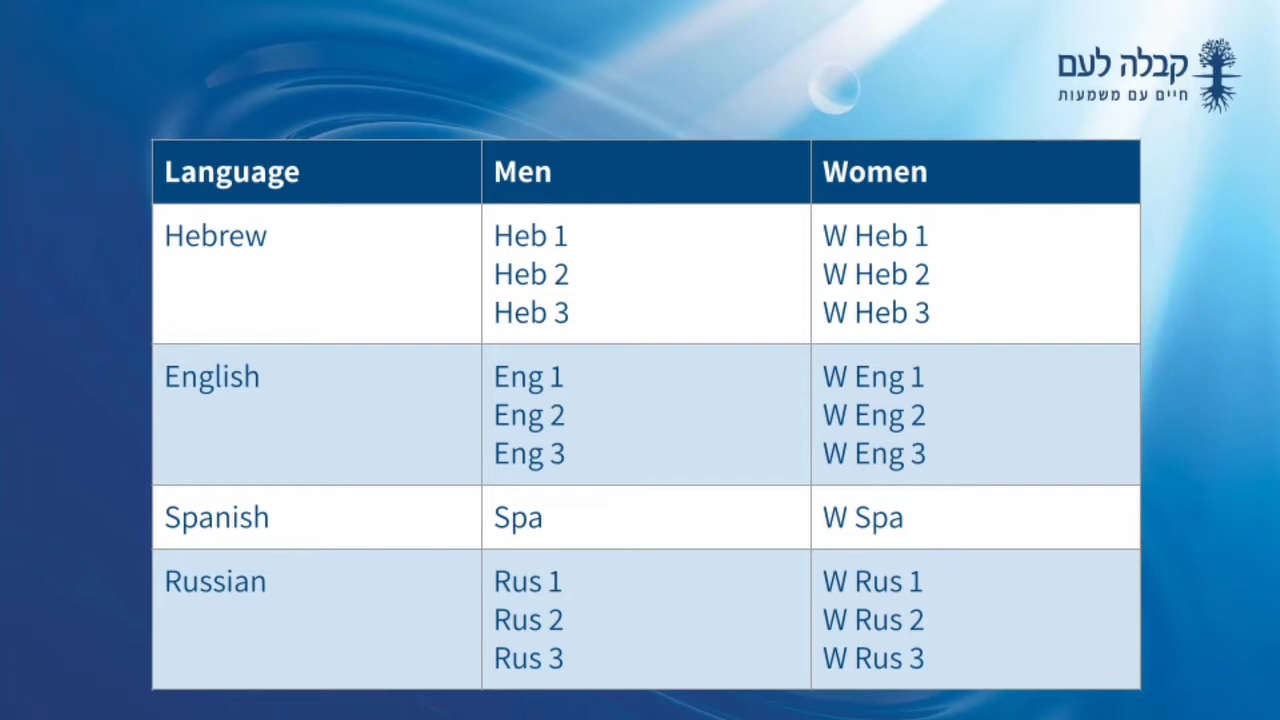 קבלה לעם
חיים עם משמעות
Language Men Women
Hebrew Heb 1 W Heb 1
Heb 2 W Heb 2
Heb 3 W Heb 3
English Eng 1 W Eng 1
Eng 2 W Eng 2
Eng 3 W Eng 3
Spanish Spa W Spa
Russian Rus 1 W Rus 1
Rus 2 W Rus 2
Rus 3 W Rus 3